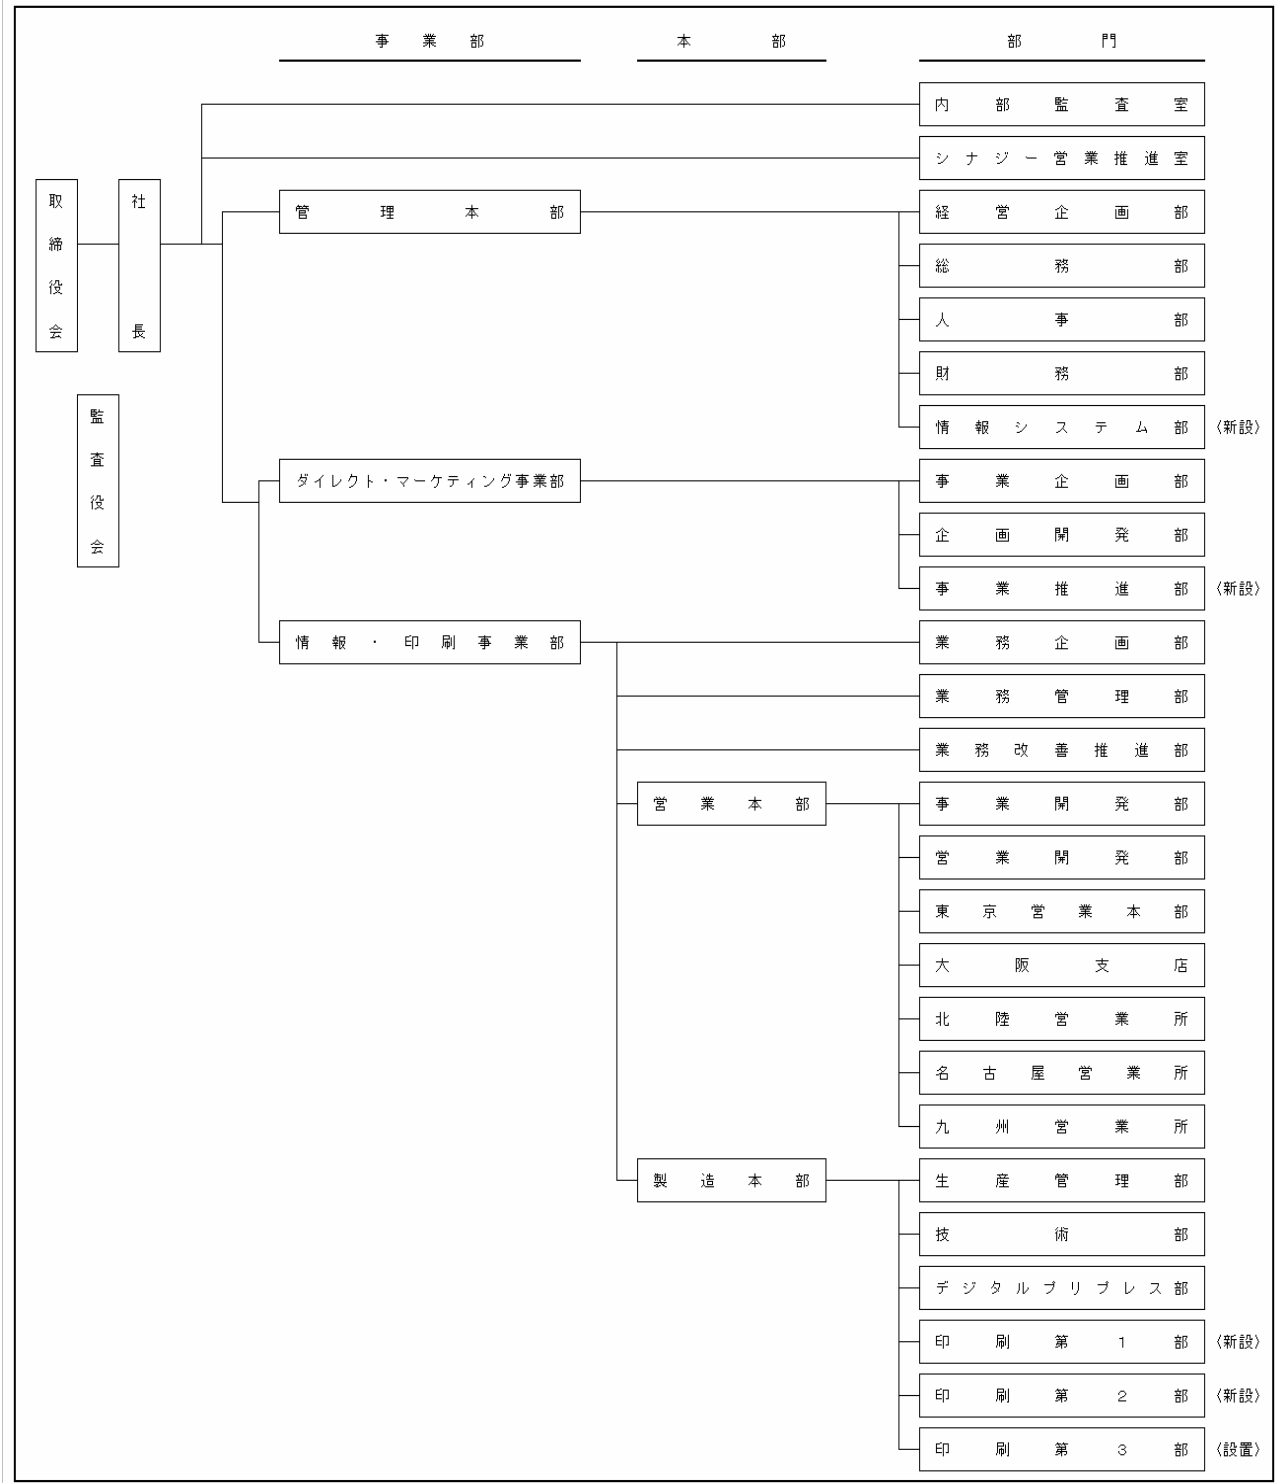 事業部 本部 部門
内部監査室
シナジー営業推進室
取締役会
社長
監査役会
管理本部
経営企画部
総務部
人事部
財務部
情報システム部 〈新設〉
ダイレクト・マーケティング事業部
事業企画部
企画開発部
事業推進部 〈新設〉
情報・印刷事業部
業務企画部
業務管理部
業務改善推進部
営業本部
事業開発部
営業開発部
東京営業本部
大阪支店
北陸営業所
名古屋営業所
九州営業所
製造本部
生産管理部
技術部
デジタルプリプレス部
印刷第1部 〈新設〉
印刷第2部 〈新設〉
印刷第3部 〈設置〉